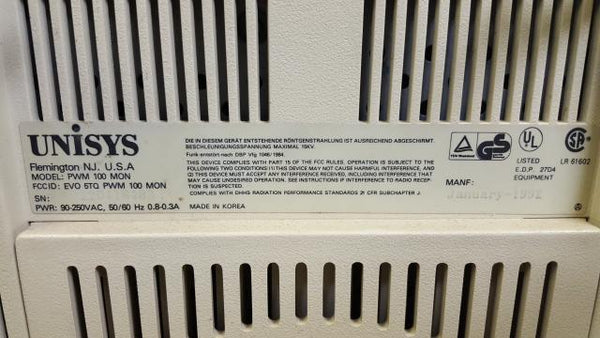 UNISYS
Flemington N.J. U.S.A
MODEL: PWM 100 MON
FCCID: EVO 5TQ PWM 100 MON
SN:
PWR: 90-250VAC, 50/60 Hz 0.8-0.3A
DIE IN DIESEM GERÄT ENTSTEHENDE RÖNTGENSTRAHLUNG IST AUSREICHEND ABGESCHIRMT.
BESCHLEUNIGUNGSSPANNUNG MAXIMAL 15KV.
Funk-entstört nach DBP Vfg 1046/1984.
THIS DEVICE COMPLIES WITH PART 15 OF THE FCC RULES. OPERATION IS SUBJECT TO THE
FOLLOWING TWO CONDITIONS: (1) THIS DEVICE MAY NOT CAUSE HARMFUL INTERFERENCE, AND
(2) THIS DEVICE MUST ACCEPT ANY INTERFERENCE RECEIVED, INCLUDING INTERFERENCE THAT MAY
CAUSE UNDESIRED OPERATION. SEE INSTRUCTIONS IF INTERFERENCE TO RADIO RECEP-
TION IS SUSPECTED.
COMPLIES WITH DHHS RADIATION PERFORMANCE STANDARDS 21 CFR SUBCHAPTER J.
MADE IN KOREA
GS
UL
LISTED
E.D.P. 27D4
EQUIPMENT
SA
LR 61602
MANF:
January-1991